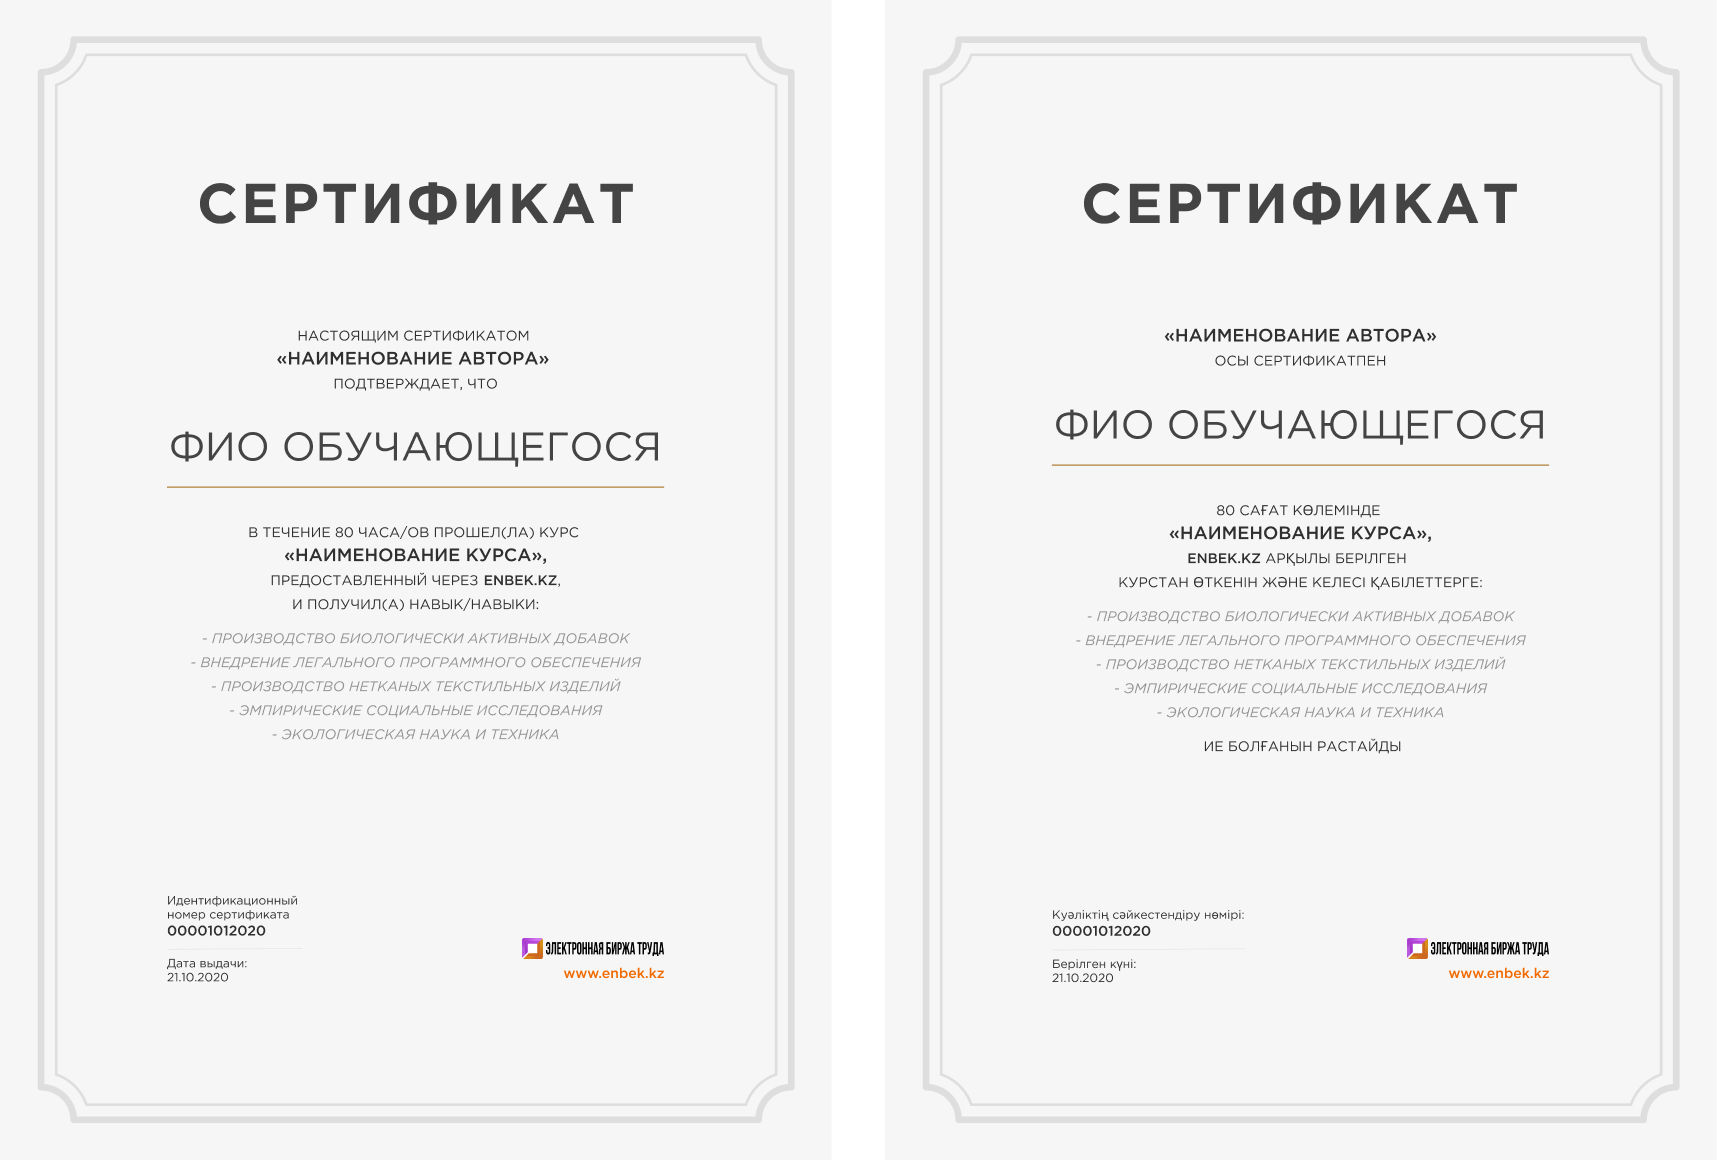 СЕРТИФИКАТ
НАСТОЯЩИМ СЕРТИФИКАТОМ
«НАИМЕНОВАНИЕ АВТОРА»
ПОДТВЕРЖДАЕТ, ЧТО
ФИО ОБУЧАЮЩЕГОСЯ
В ТЕЧЕНИЕ 80 ЧАСА/ОВ ПРОШЕЛ(ЛА) КУРС
«НАИМЕНОВАНИЕ КУРСА»,
ПРЕДОСТАВЛЕННЫЙ ЧЕРЕЗ ENBEK.KZ,
И ПОЛУЧИЛ(А) НАВЫК/НАВЫКИ:
- ПРОИЗВОДСТВО БИОЛОГИЧЕСКИ АКТИВНЫХ ДОБАВОК
- ВНЕДРЕНИЕ ЛЕГАЛЬНОГО ПРОГРАММНОГО ОБЕСПЕЧЕНИЯ
- ПРОИЗВОДСТВО НЕТКАНЫХ ТЕКСТИЛЬНЫХ ИЗДЕЛИЙ
- ЭМПИРИЧЕСКИЕ СОЦИАЛЬНЫЕ ИССЛЕДОВАНИЯ
- ЭКОЛОГИЧЕСКАЯ НАУКА И ТЕХНИКА
Идентификационный
номер сертификата
00001012020
Дата выдачи:
21.10.2020
ЭЛЕКТРОННАЯ БИРЖА ТРУДА
www.enbek.kz
СЕРТИФИКАТ
«НАИМЕНОВАНИЕ АВТОРА»
ОСЫ СЕРТИФИКАТПЕН
ФИО ОБУЧАЮЩЕГОСЯ
80 САҒАТ КӨЛЕМІНДЕ
«НАИМЕНОВАНИЕ КУРСА»,
ENBEK.KZ АРҚЫЛЫ БЕРІЛГЕН
КУРСТАН ӨТКЕНІН ЖӘНЕ КЕЛЕСІ ҚАБІЛЕТТЕРГЕ:
- ПРОИЗВОДСТВО БИОЛОГИЧЕСКИ АКТИВНЫХ ДОБАВОК
- ВНЕДРЕНИЕ ЛЕГАЛЬНОГО ПРОГРАММНОГО ОБЕСПЕЧЕНИЯ
- ПРОИЗВОДСТВО НЕТКАНЫХ ТЕКСТИЛЬНЫХ ИЗДЕЛИЙ
- ЭМПИРИЧЕСКИЕ СОЦИАЛЬНЫЕ ИССЛЕДОВАНИЯ
- ЭКОЛОГИЧЕСКАЯ НАУКА И ТЕХНИКА
ИЕ БОЛҒАНЫН РАСТАЙДЫ
Куәліктің сәйкестендіру нөмірі:
00001012020
Берілген күні:
21.10.2020
ЭЛЕКТРОННАЯ БИРЖА ТРУДА
www.enbek.kz